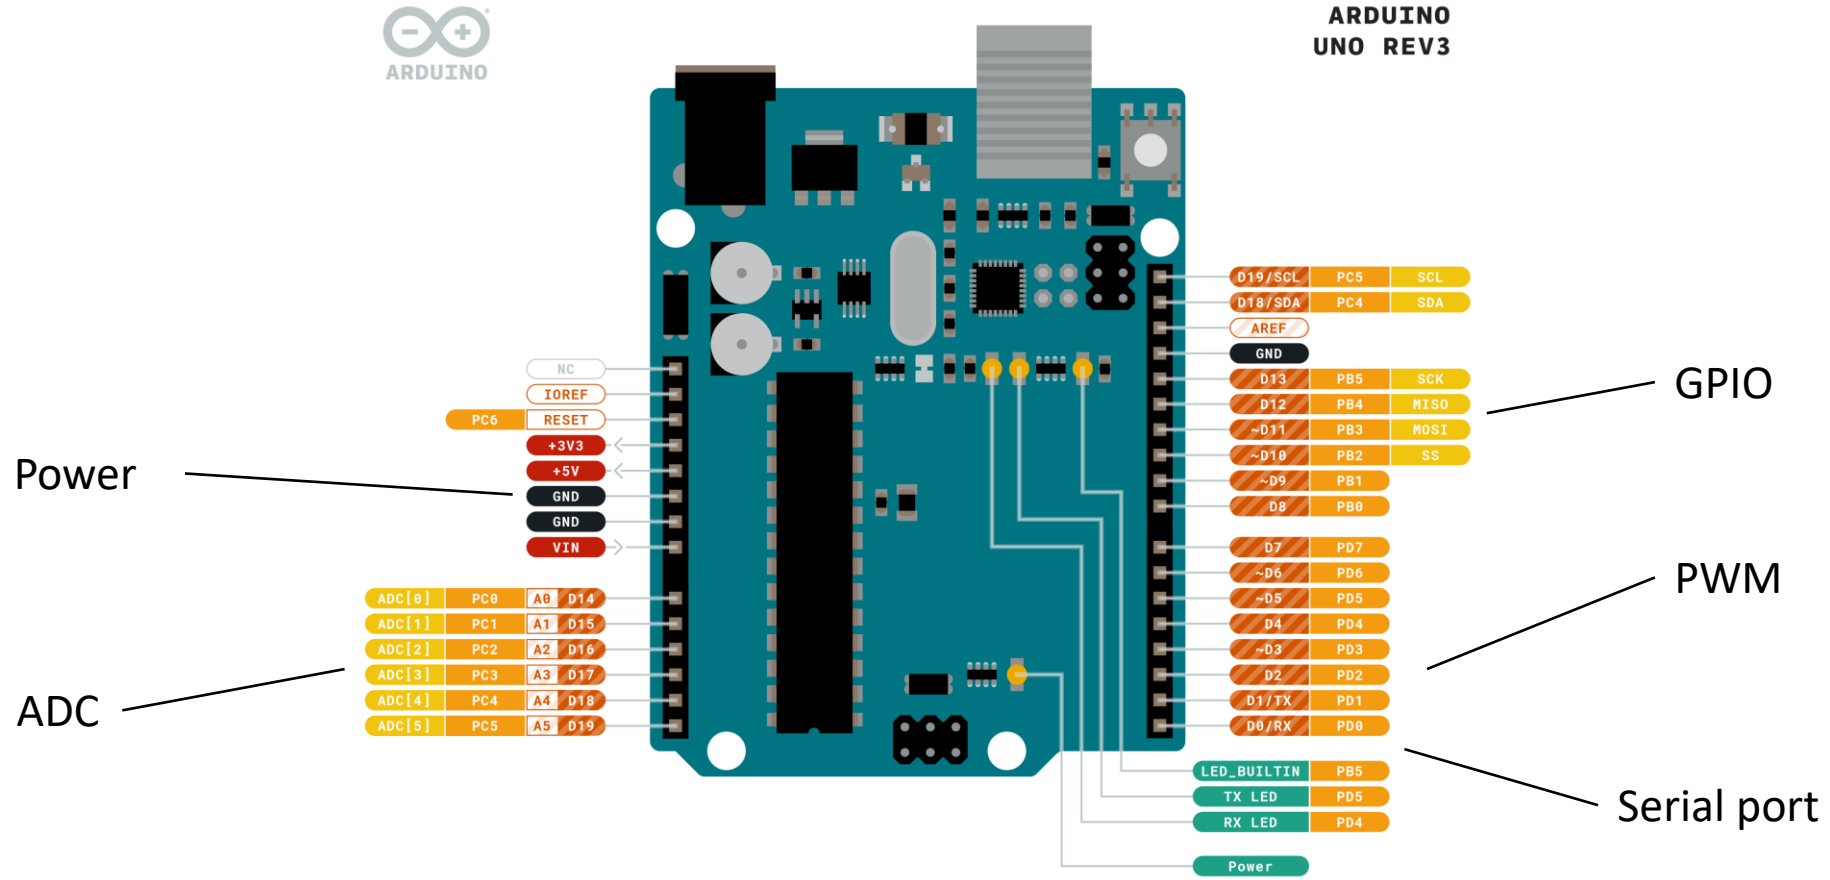 ARDUINO
ARDUINO
UNO REV3
NC
IOREF
PC6 RESET
+3V3
+5V
GND
GND
VIN
Power
ADC[0] PC0 A0 D14
ADC[1] PC1 A1 D15
ADC[2] PC2 A2 D16
ADC[3] PC3 A3 D17
ADC[4] PC4 A4 D18
ADC[5] PC5 A5 D19
ADC
D19/SCL PC5 SCL
D18/SDA PC4 SDA
AREF
GND
D13 PB5 SCK
D12 PB4 MISO
~D11 PB3 MOSI
~D10 PB2 SS
~D9 PB1
D8 PB0
GPIO
D7 PD7
~D6 PD6
~D5 PD5
D4 PD4
~D3 PD3
D2 PD2
D1/TX PD1
D0/RX PD0
PWM
LED_BUILTIN PB5
TX LED PD5
RX LED PD4
Power
Serial port